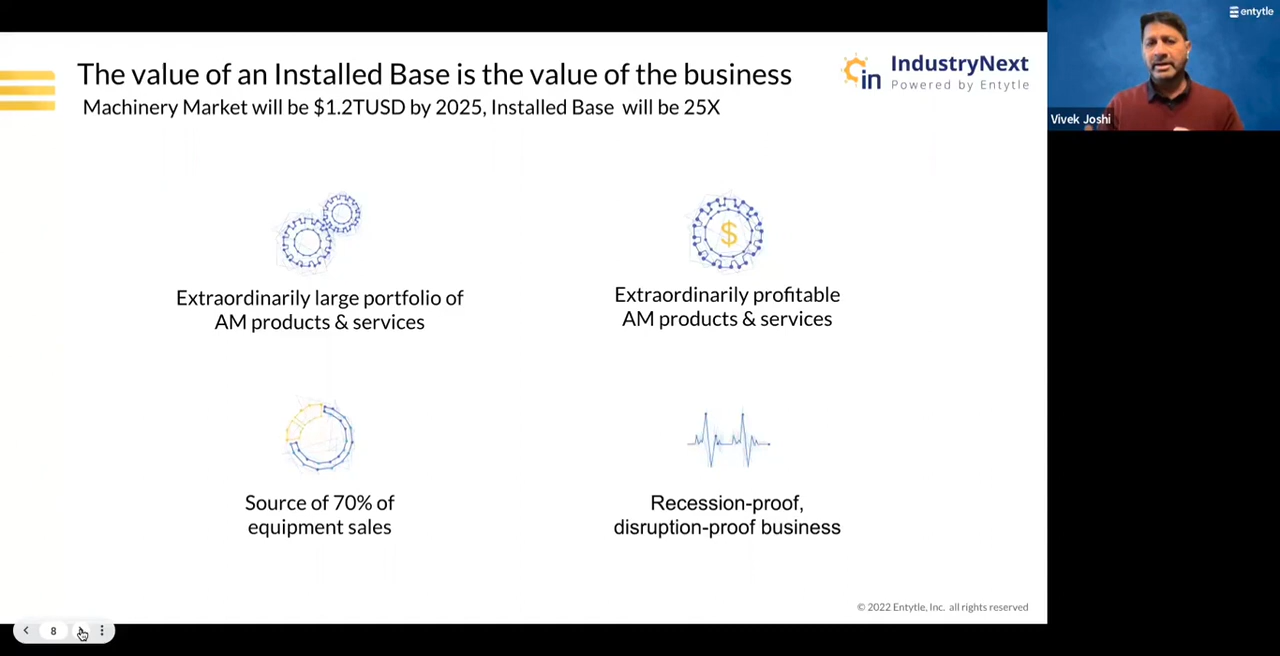 The value of an Installed Base is the value of the business
Machinery Market will be $1.2TUSD by 2025, Installed Base will be 25X
in
IndustryNext
Powered by Entytle
entytle
Vivek Joshi
$
Extraordinarily large portfolio of
AM products & services
Extraordinarily profitable
AM products & services
Source of 70% of
equipment sales
Recession-proof,
disruption-proof business
© 2022 Entytle, Inc. all rights reserved
8